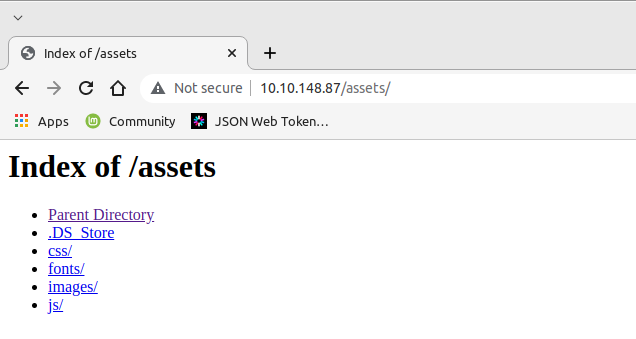 Index of /assets
Not secure 10.10.148.87/assets/
Apps Community JSON Web Token…
Index of /assets
Parent Directory
.DS_Store
css/
fonts/
images/
js/